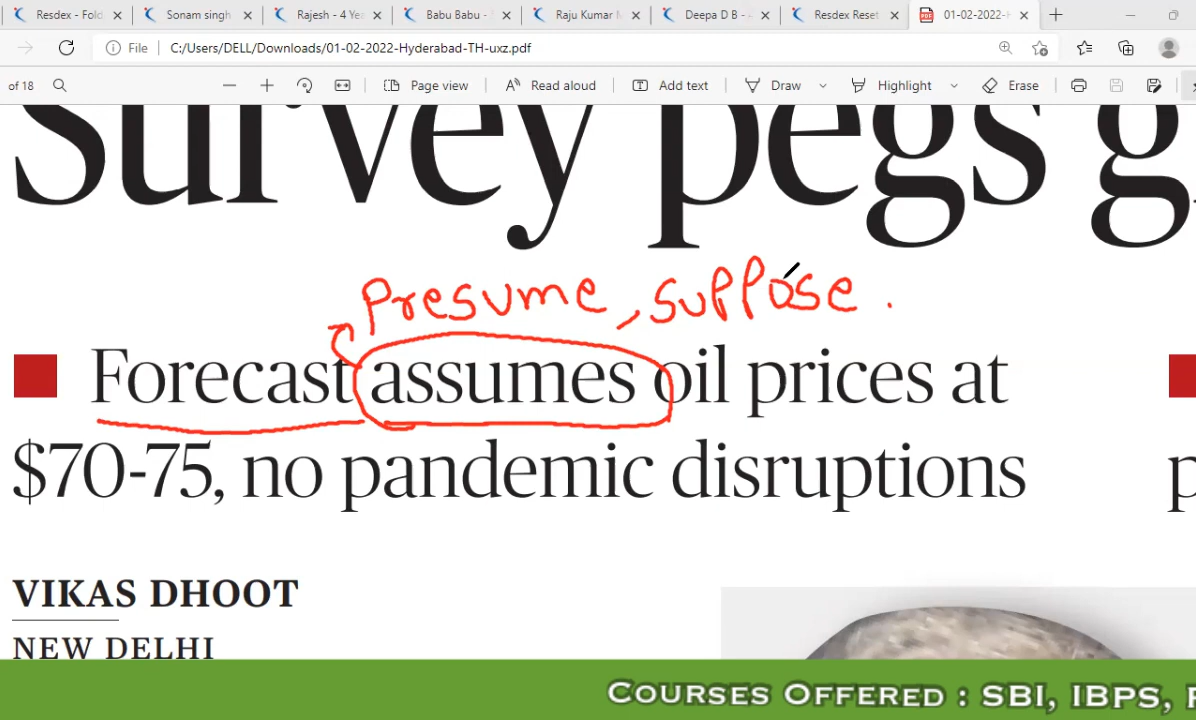 Resdex - Fold
Sonam singh
Rajesh - 4 Yea
Babu Babu -
Raju Kumar
Deepa D B -
Resdex Reset
01-02-2022-H
File C:/Users/DELL/Downloads/01-02-2022-Hyderabad-TH-uxz.pdf
of 18 Page view Read aloud Add text Draw Highlight Erase
Survey pegs g
Presume, suppose.
Forecast assumes oil prices at
$70-75, no pandemic disruptions
VIKAS DHOOT
NEW DELHI
COURSES OFFERED : SBI, IBPS,